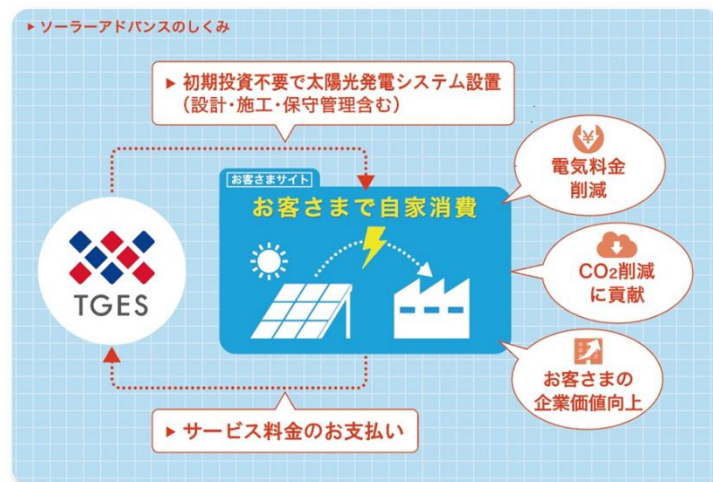 ▶ ソーラーアドバンスのしくみ
▶ 初期投資不要で太陽光発電システム設置
(設計・施工・保守管理含む)
お客さまサイト
お客さまで自家消費
TGES
¥
電気料金
削減
CO2削減
に貢献
お客さまの
企業価値向上
▶ サービス料金のお支払い